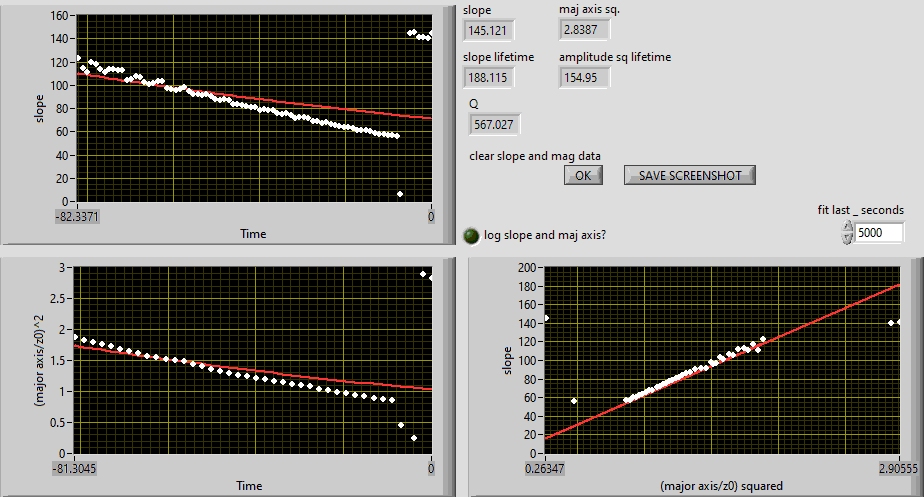 slope
145.121
maj axis sq.
2.8387
slope lifetime
188.115
amplitude sq lifetime
154.95
Q
567.027
clear slope and mag data
OK
SAVE SCREENSHOT
log slope and maj axis?
fit last _ seconds
5000
slope
160
140
120
100
80
60
40
20
0
-82.3371
0
Time
(major axis/z0)^2
3
2.5
2
1.5
1
0.5
0
-81.3045
0
Time
slope
200
180
160
140
120
100
80
60
40
20
0
0.26347
2.90555
(major axis/z0) squared